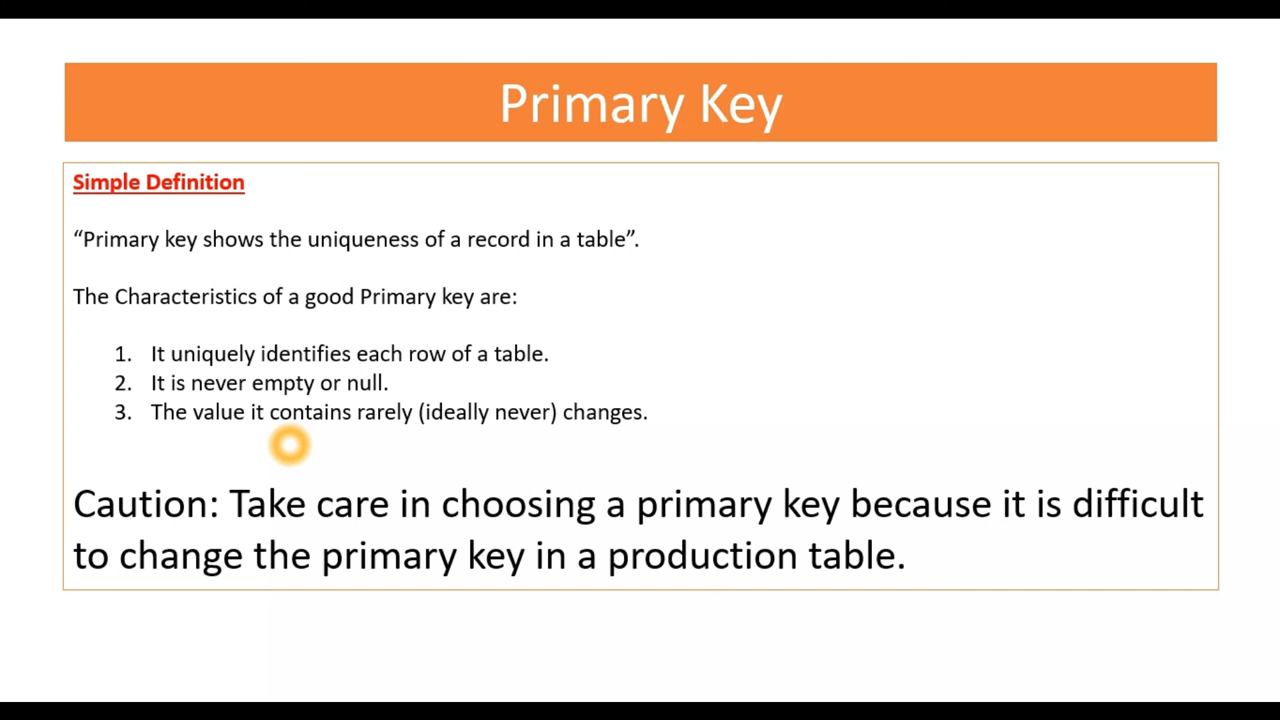 Primary Key
Simple Definition
“Primary key shows the uniqueness of a record in a table”.
The Characteristics of a good Primary key are:
1. It uniquely identifies each row of a table.
2. It is never empty or null.
3. The value it contains rarely (ideally never) changes.
Caution: Take care in choosing a primary key because it is difficult
to change the primary key in a production table.